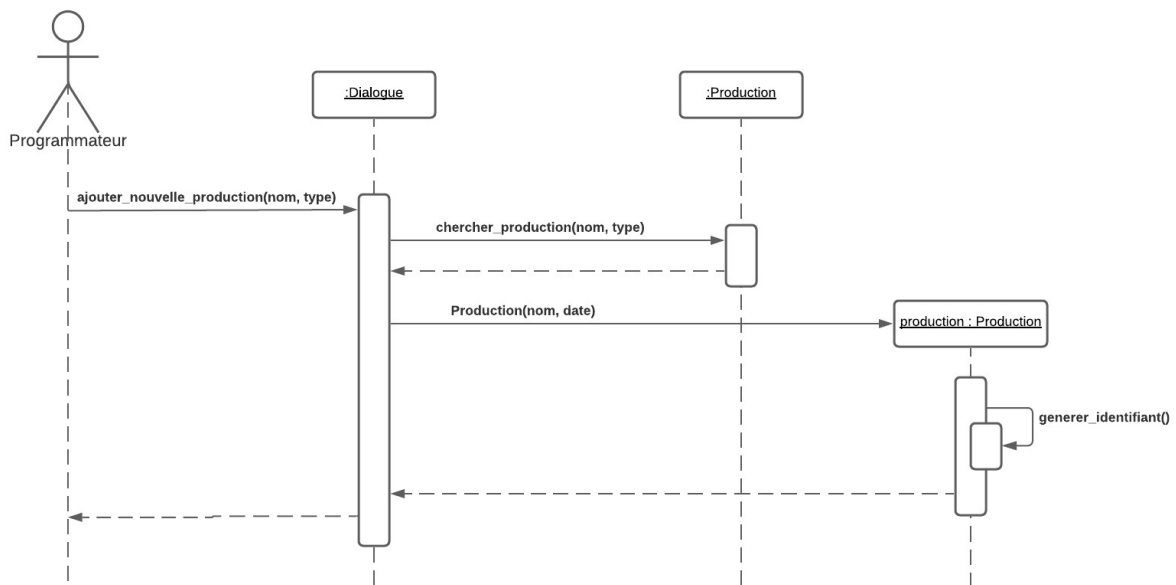 :Dialogue
:Production
Programmateur
ajouter_nouvelle_production(nom, type)
chercher_production(nom, type)
Production(nom, date)
production : Production
generer_identifiant()